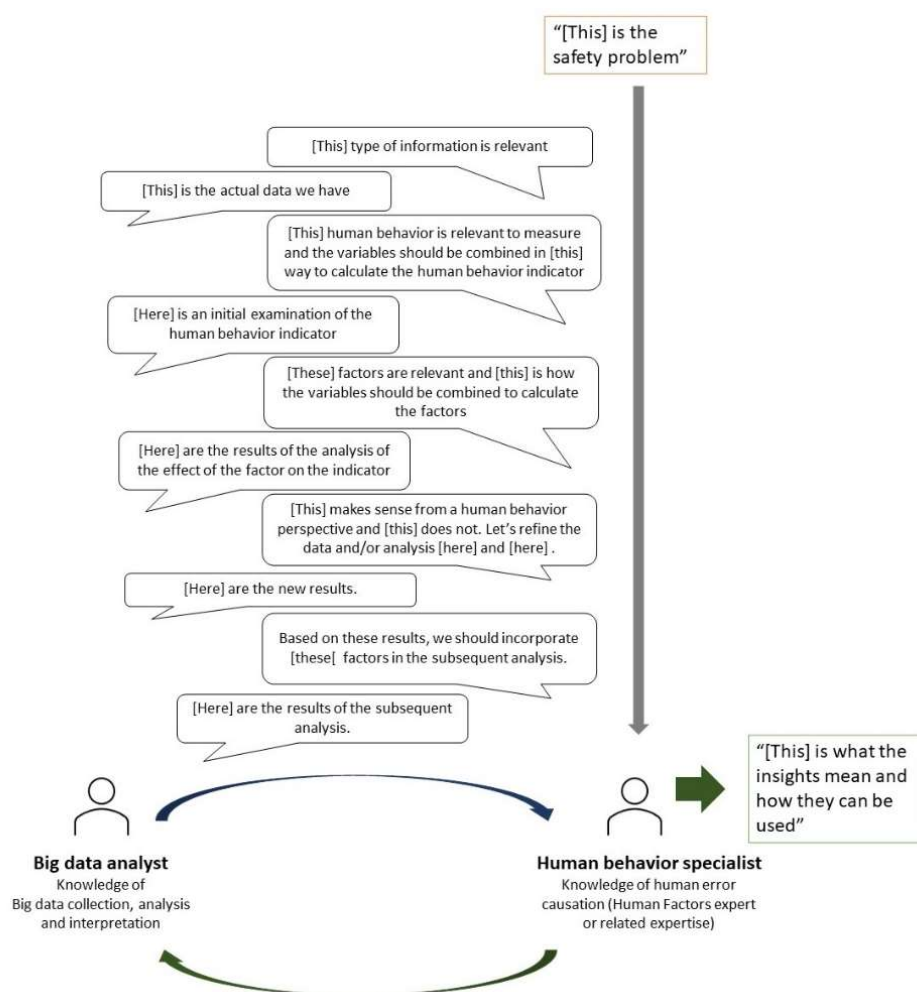 “[This] is the
safety problem”
[This] type of information is relevant
[This] is the actual data we have
[This] human behavior is relevant to measure
and the variables should be combined in [this]
way to calculate the human behavior indicator
[Here] is an initial examination of the
human behavior indicator
[These] factors are relevant and [this] is how
the variables should be combined to calculate
the factors
[Here] are the results of the analysis of
the effect of the factor on the indicator
[This] makes sense from a human behavior
perspective and [this] does not. Let’s refine the
data and/or analysis [here] and [here] .
[Here] are the new results.
Based on these results, we should incorporate
[these[ factors in the subsequent analysis.
[Here] are the results of the subsequent
analysis.
“[This] is what the
insights mean and
how they can be
used”
Big data analyst
Knowledge of
Big data collection, analysis
and interpretation
Human behavior specialist
Knowledge of human error
causation (Human Factors expert
or related expertise)